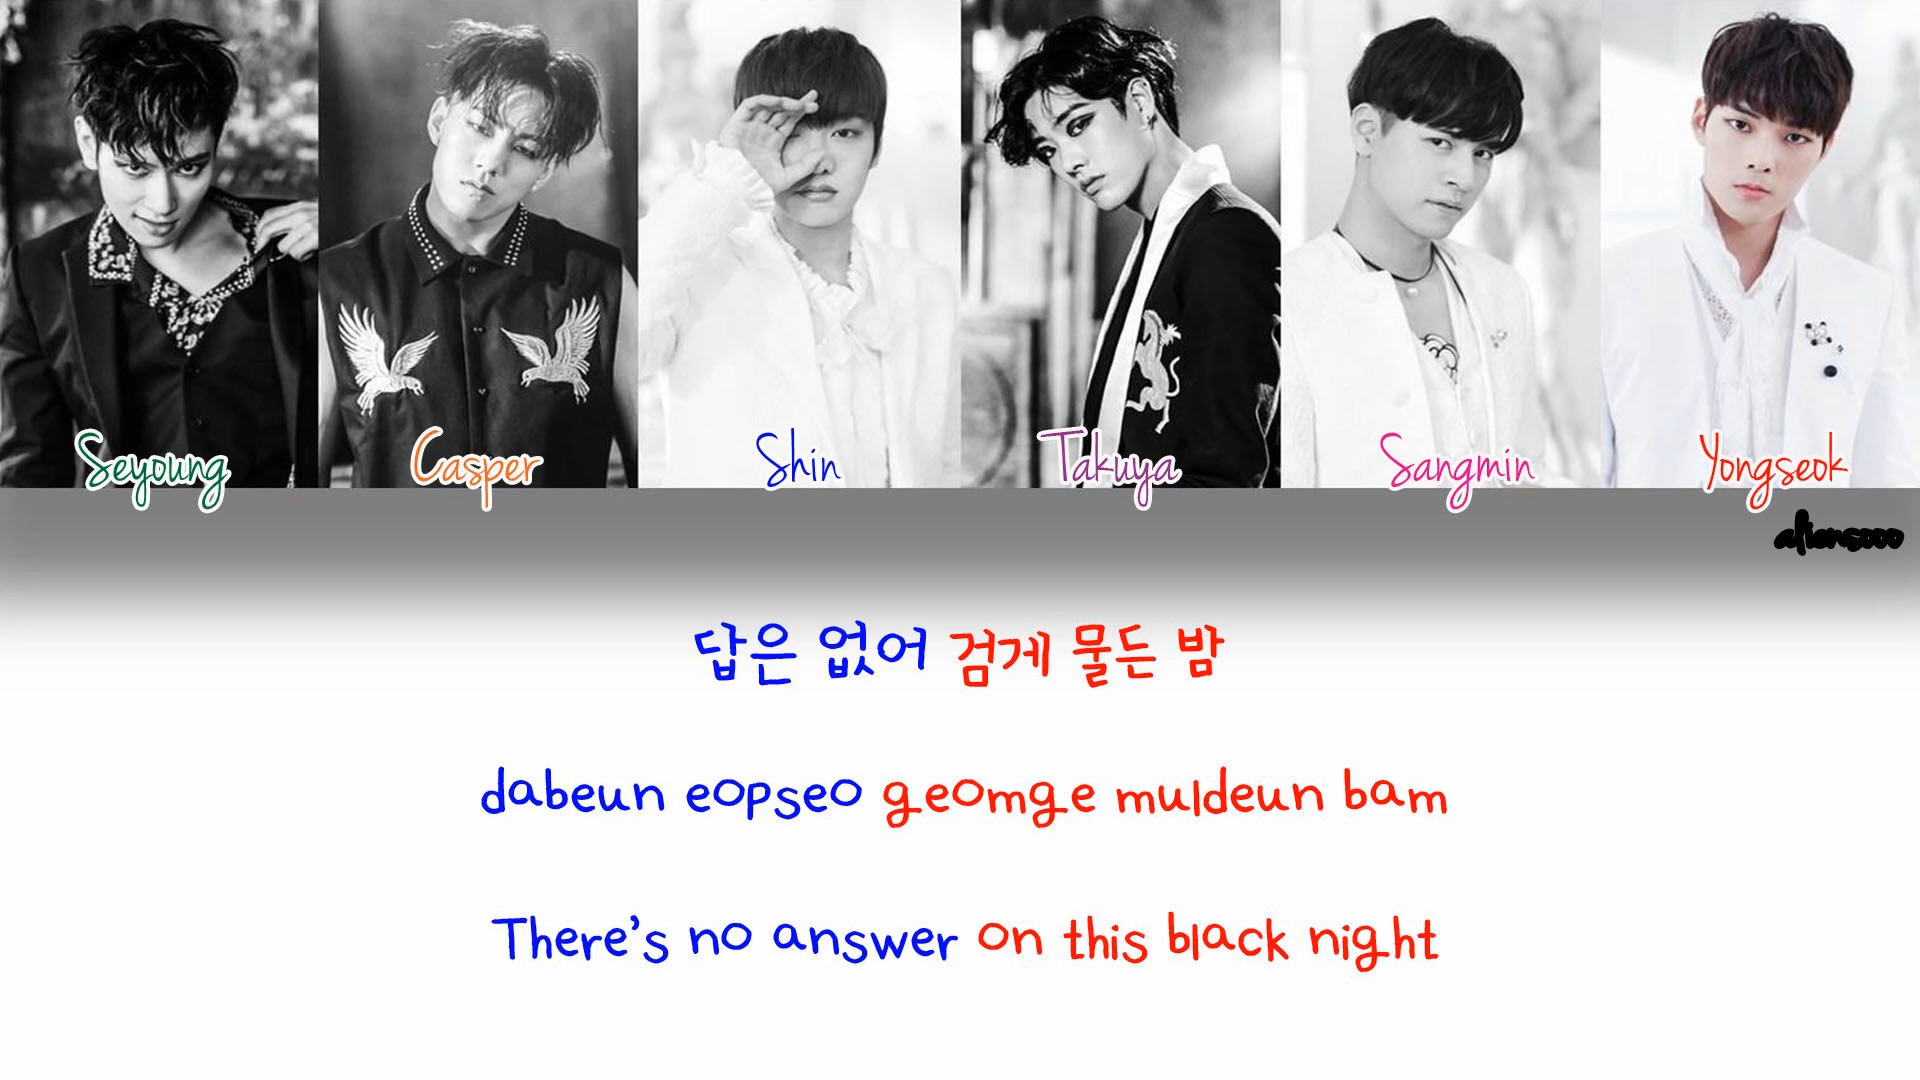 Seyoung Casper Shin Takuya Sangmin Yongseok
aliensooo
답은 없어 검게 물든 밤
dabeun eopseo geomge muldeun bam
There's no answer on this black night